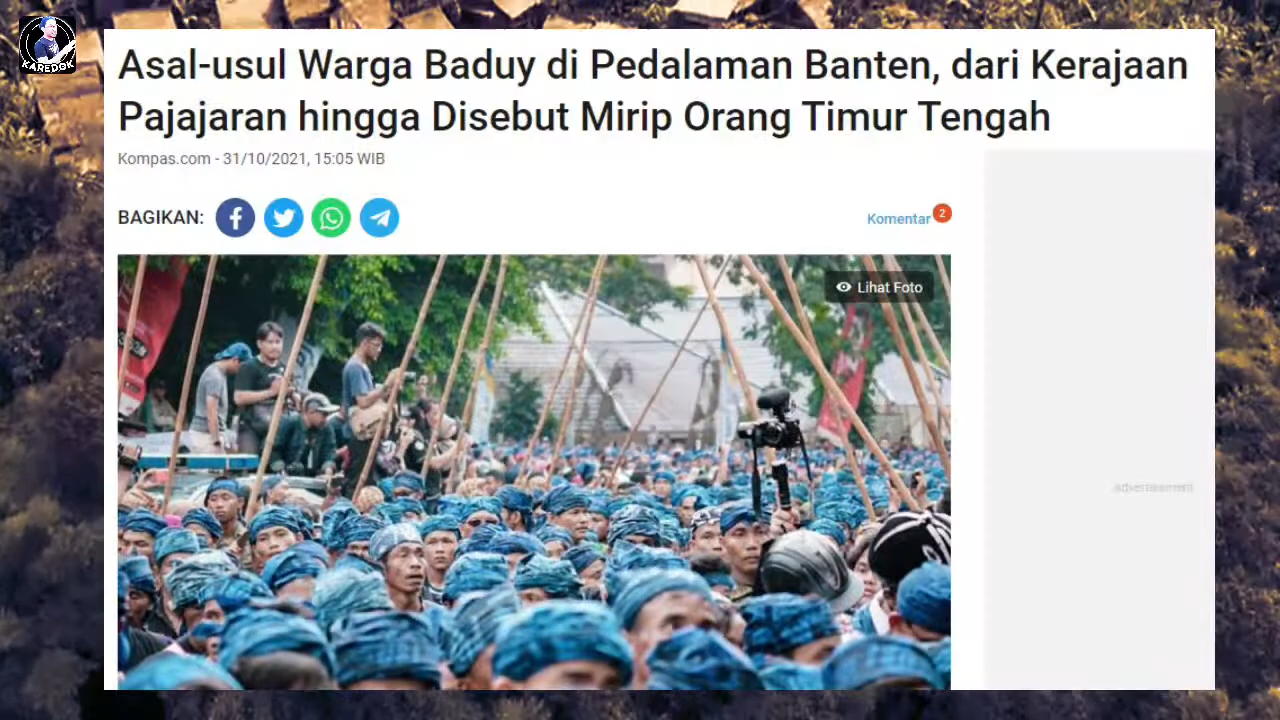 KAREDOK
Asal-usul Warga Baduy di Pedalaman Banten, dari Kerajaan
Pajajaran hingga Disebut Mirip Orang Timur Tengah
Kompas.com - 31/10/2021, 15:05 WIB
BAGIKAN:
Komentar 2
Lihat Foto
Advertisement